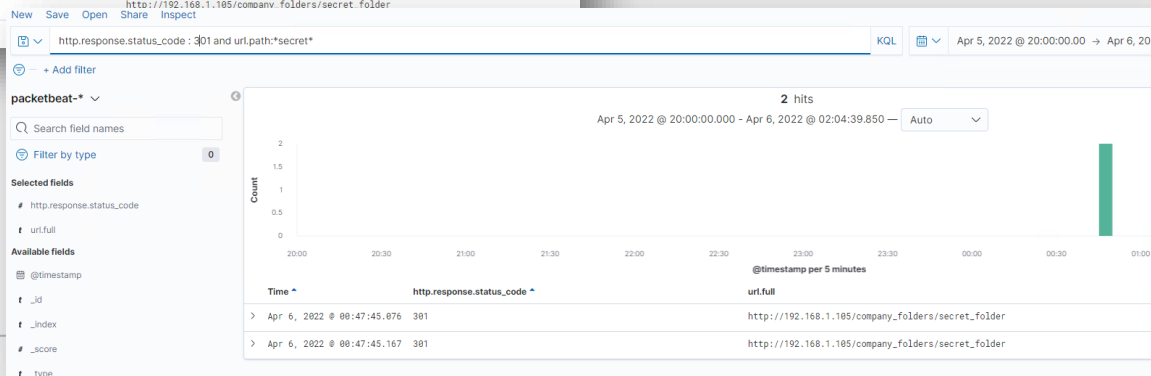 http://192.168.1.105/company_folders/secret_folder
New Save Open Share Inspect
http.response.status_code : 301 and url.path:*secret*
KQL
Apr 5, 2022 @ 20:00:00.00 → Apr 6, 20
+ Add filter
packetbeat-*
Search field names
Filter by type 0
Selected fields
# http.response.status_code
t url.full
Available fields
@timestamp
t _id
t _index
# _score
t _type
2 hits
Apr 5, 2022 @ 20:00:00.000 - Apr 6, 2022 @ 02:04:39.850 — Auto
Count
2
1.5
1
0.5
0
20:00 20:30 21:00 21:30 22:00 22:30 23:00 23:30 00:00 00:30 01:00
@timestamp per 5 minutes
Time http.response.status_code url.full
Apr 6, 2022 @ 00:47:45.076 301 http://192.168.1.105/company_folders/secret_folder
Apr 6, 2022 @ 00:47:45.167 301 http://192.168.1.105/company_folders/secret_folder